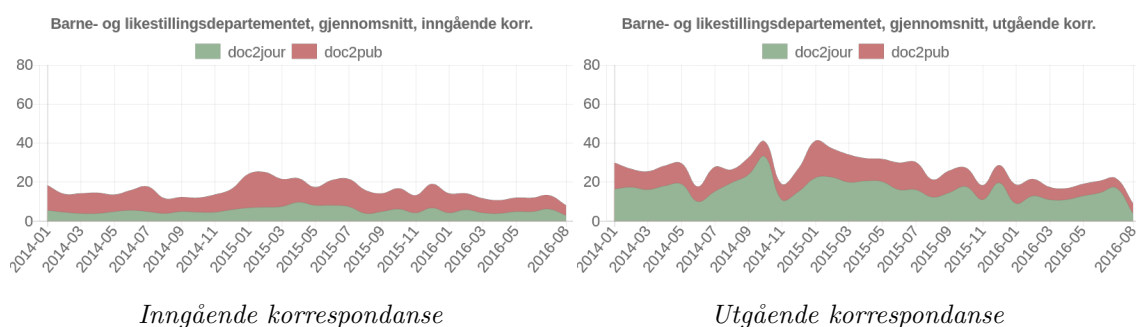 Barne- og likestillingsdepartementet, gjennomsnitt, inngående korr.
doc2jour doc2pub
80
60
40
20
0
2014-01 2014-03 2014-05 2014-07 2014-09 2014-11 2015-01 2015-03 2015-05 2015-07 2015-09 2015-11 2016-01 2016-03 2016-05 2016-08
Inngående korrespondanse
Barne- og likestillingsdepartementet, gjennomsnitt, utgående korr.
doc2jour doc2pub
80
60
40
20
0
2014-01 2014-03 2014-05 2014-07 2014-09 2014-11 2015-01 2015-03 2015-05 2015-07 2015-09 2015-11 2016-01 2016-03 2016-05 2016-08
Utgående korrespondanse